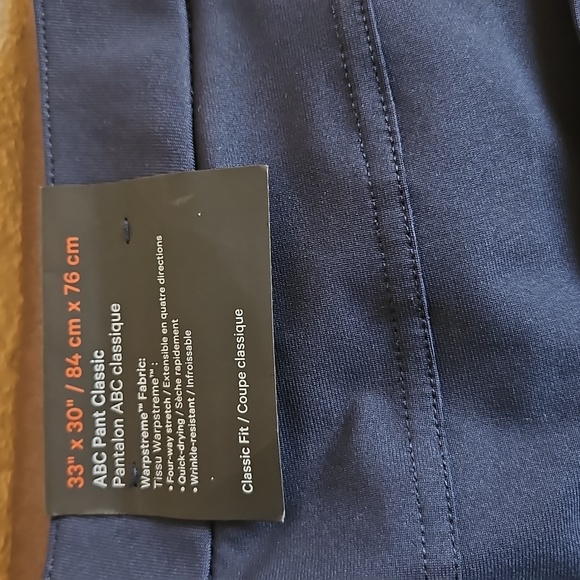 33" x 30" / 84 cm x 76 cm
ABC Pant Classic
Pantalon ABC classique
Warpstreme™ Fabric:
Tissu Warpstreme™ :
• Four-way stretch / Extensible en quatre directions
• Quick-drying / Sèche rapidement
• Wrinkle-resistant / Infroissable
Classic Fit / Coupe classique